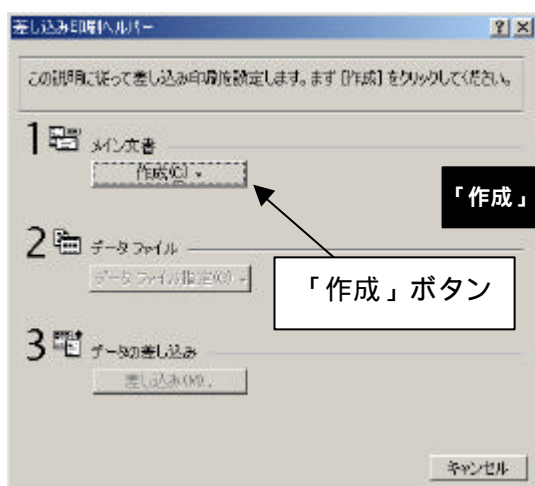 差し込み印刷ヘルパー
この説明に従って差し込み印刷を設定します。まず [作成] をクリックしてください。
1 メイン文書
作成(C)
「作成」
2 データ ファイル
データ ファイル指定(G)
「作成」ボタン
3 データの差し込み
差し込み(M)...
キャンセル